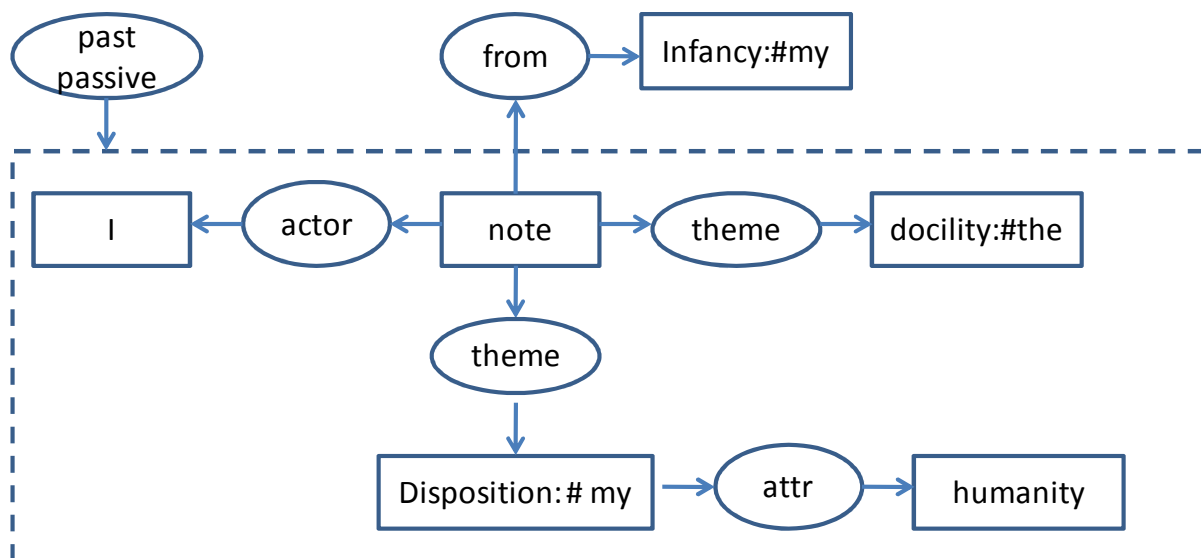 past
passive
from
Infancy:#my
I
actor
note
theme
docility:#the
theme
Disposition: # my
attr
humanity